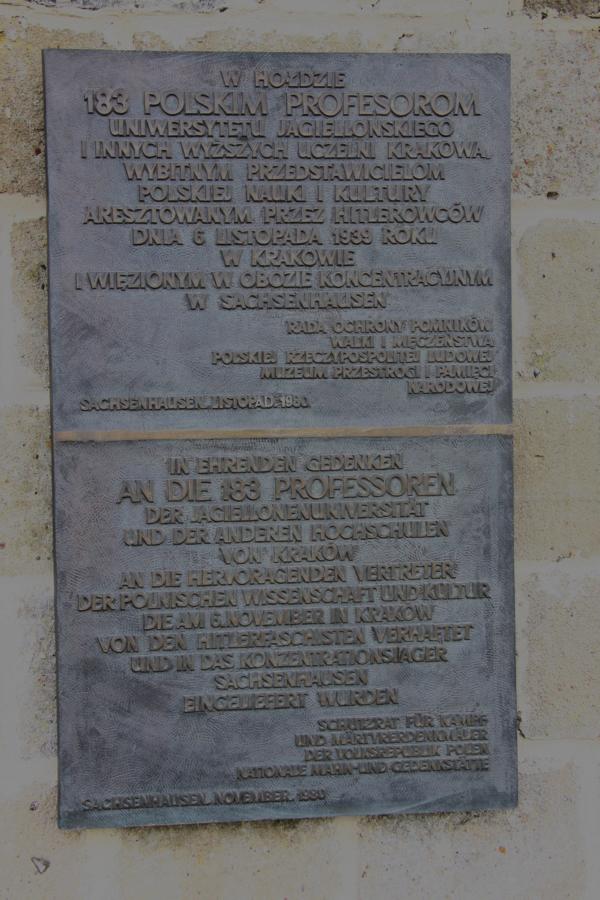 W HOŁDZIE
183 POLSKIM PROFESOROM
UNIWERSYTETU JAGIELLOŃSKIEGO
I INNYCH WYŻSZYCH UCZELNI KRAKOWA,
WYBITNYM PRZEDSTAWICIELOM
POLSKIEJ NAUKI I KULTURY
ARESZTOWANYM PRZEZ HITLEROWCÓW
DNIA 6 LISTOPADA 1939 ROKU
W KRAKOWIE
I WIĘZIONYM W OBOZIE KONCENTRACYJNYM
W SACHSENHAUSEN
RADA OCHRONY POMNIKÓW
WALKI I MĘCZEŃSTWA
POLSKIEJ RZECZYPOSPOLITEJ LUDOWEJ
MUZEUM PRZESTROGI I PAMIĘCI
NARODOWEJ
SACHSENHAUSEN, LISTOPAD, 1980
IN EHRENDEN GEDENKEN
AN DIE 183 PROFESSOREN
DER JAGIELLONENUNIVERSITÄT
UND DER ANDEREN HOCHSCHULEN
VON KRAKÓW
AN DIE HERVORAGENDEN VERTRETER
DER POLNISCHEN WISSENSCHAFT UND KULTUR
DIE AM 6.NOVEMBER IN KRAKÓW
VON DEN HITLERFASCHISTEN VERHAFTET
UND IN DAS KONZENTRATIONSLAGER
SACHSENHAUSEN
EINGELIEFERT WURDEN
SCHUTZRAT FÜR KAMPF-
UND MÄRTYRERDENKMÄLER
DER VOLKSREPUBLIK POLEN
NATIONALE MAHN-UND GEDENKSTÄTTE
SACHSENHAUSEN, NOVEMBER, 1980